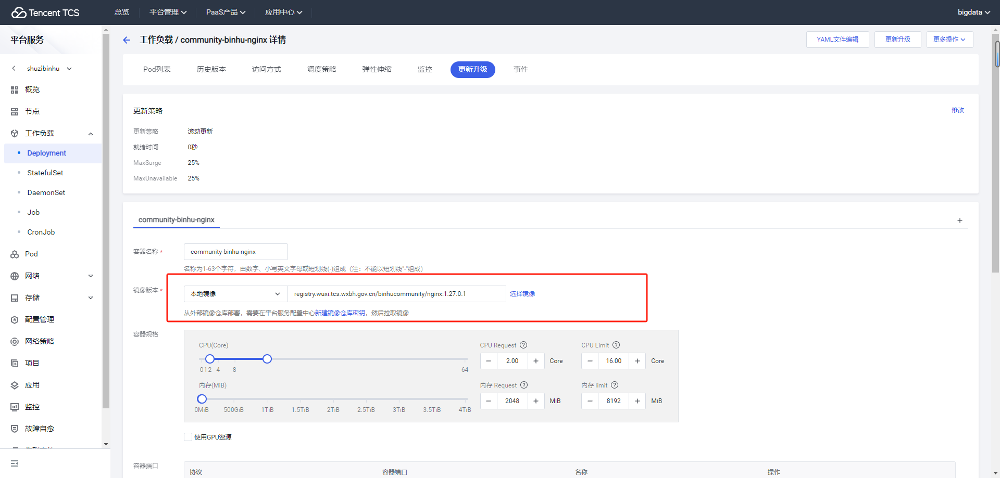 Tencent TCS
总览
平台管理
PaaS产品
应用中心
bigdata
平台服务
shuzibinhu
概览
节点
工作负载
Deployment
StatefulSet
DaemonSet
Job
CronJob
Pod
网络
存储
配置管理
网络策略
项目
应用
监控
故障自愈
工作负载 / community-binhu-nginx 详情
YAML文件编辑
更新升级
更多操作
Pod列表
历史版本
访问方式
调度策略
弹性伸缩
监控
更新升级
事件
更新策略
修改
更新策略 滚动更新
就绪时间 0秒
MaxSurge 25%
MaxUnavailable 25%
community-binhu-nginx
+
容器名称 * community-binhu-nginx
名称为1-63个字符，由数字、小写英文字母或短划线(-)组成（注：不能以短划线"-"组成）
镜像版本 * 本地镜像 registry.wuxi.tcs.wxbh.gov.cn/binhucommunity/nginx:1.27.0.1 选择镜像
从外部镜像仓库部署，需要在平台服务配置中心新建镜像仓库密钥，然后拉取镜像
容器规格
CPU(Core)
0 1 2 4 8 64
CPU Request ?
− 2.00 + Core
CPU Limit ?
− 16.00 + Core
内存(MiB)
0MiB 500GiB 1TiB 1.5TiB 2TiB 2.5TiB 3TiB 3.5TiB 4TiB
内存 Request ?
− 2048 + MiB
内存 limit ?
− 8192 + MiB
使用GPU资源
容器端口
协议 容器端口 名称 操作